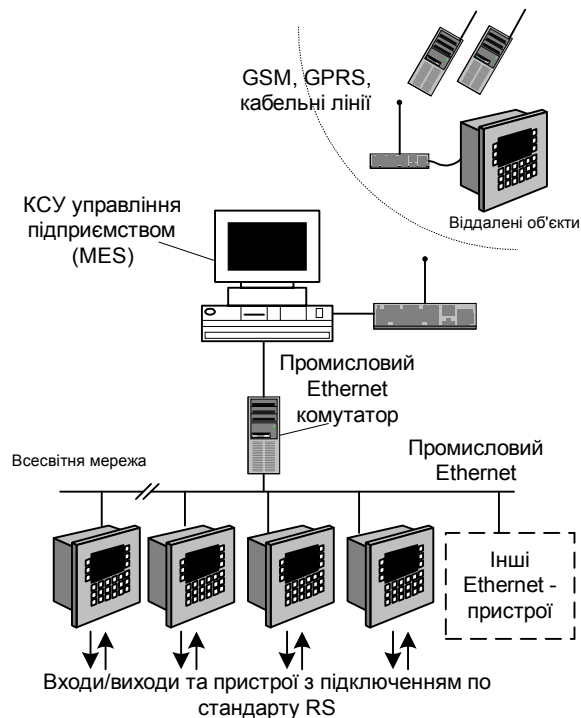 GSM, GPRS,
кабельні лінії
Віддалені об'єкти
КСУ управління
підприємством
(MES)
Промисловий
Ethernet
комутатор
Всесвітня мережа
Промисловий
Ethernet
Інші
Ethernet -
пристрої
Входи/виходи та пристрої з підключенням по
стандарту RS